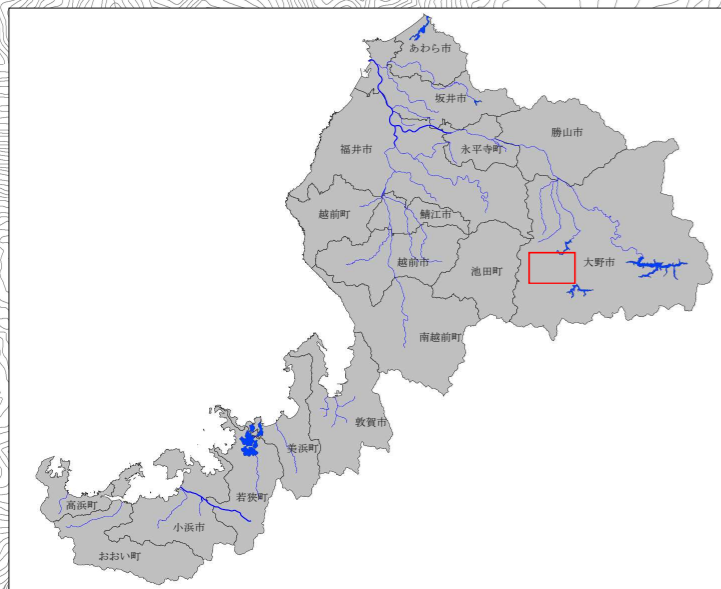 あわら市
坂井市
勝山市
福井市
永平寺町
越前町
鯖江市
越前市
池田町
大野市
南越前町
敦賀市
美浜町
若狭町
高浜町
小浜市
おおい町